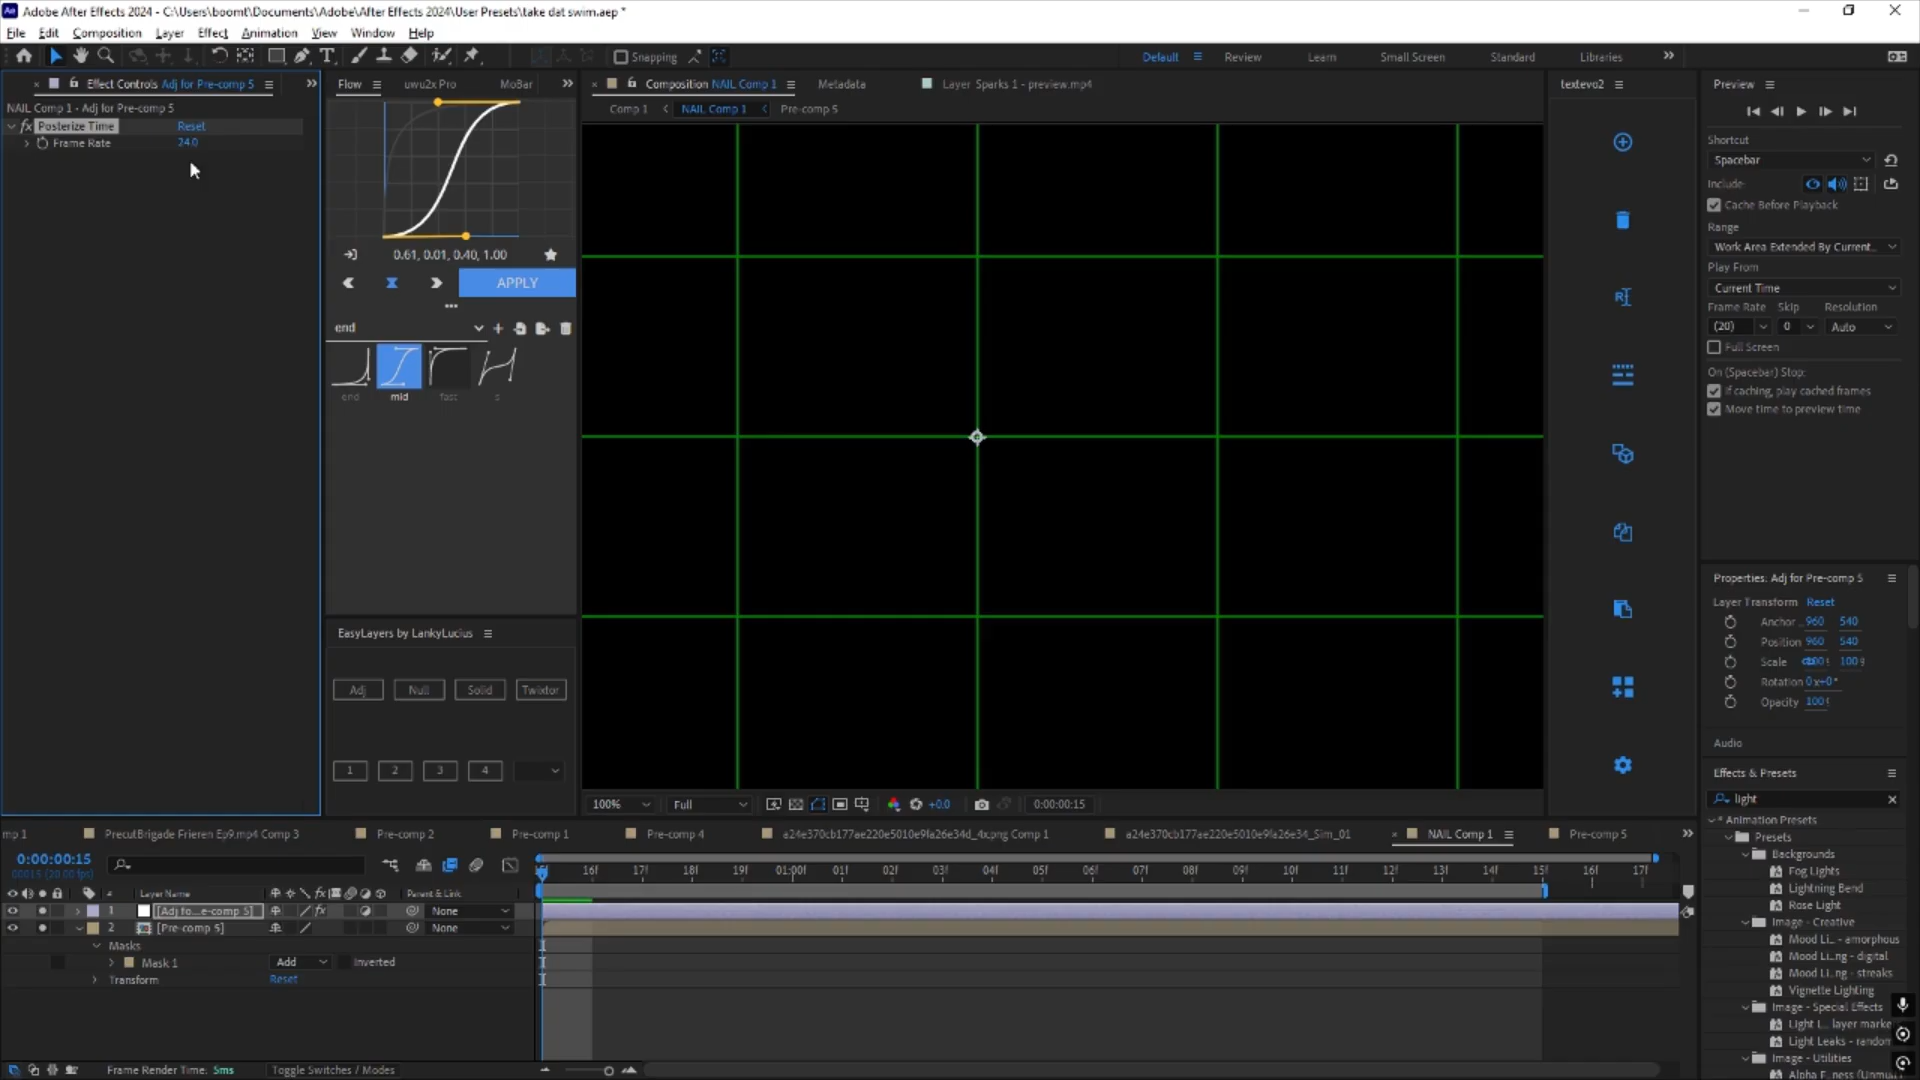 Adobe After Effects 2024 - C:\Users\boomt\Documents\Adobe\After Effects 2024\User Presets\take dat swim.aep *
File Edit Composition Layer Effect Animation View Window Help
Snapping
Default Review Learn Small Screen Standard Libraries
Effect Controls Adj for Pre-comp 5
NAIL Comp 1 - Adj for Pre-comp 5
fx Posterize Time Reset
Frame Rate 24.0
Flow uwu2x Pro MoBar
0.61, 0.01, 0.40, 1.00
APPLY
end
end mid fast s
EasyLayers by LankyLucius
Adj Null Solid Twixtor
1 2 3 4
Composition NAIL Comp 1 Metadata Layer Sparks 1 - preview.mp4
Comp 1 NAIL Comp 1 Pre-comp 5
100% Full +0.0 0:00:00:15
textevo2
Preview
Shortcut
Spacebar
Include:
Cache Before Playback
Range
Work Area Extended By Current...
Play From
Current Time
Frame Rate Skip Resolution
(20) 0 Auto
Full Screen
On (Spacebar) Stop:
If caching, play cached frames
Move time to preview time
Properties: Adj for Pre-comp 5
Layer Transform Reset
Anchor ... 960 540
Position 960 540
Scale 100
Rotation 0x+0°
Opacity 100
Audio
Effects & Presets
light
* Animation Presets
Presets
Backgrounds
Fog Lights
Lightning Bend
Rose Light
Image - Creative
Mood Li... - amorphous
Mood Li...ng - digital
Mood Li...ng - streaks
Vignette Lighting
Image - Special Effects
Light L... layer marke
Light Leaks - random
Image - Utilities
mp 1 PrecutBrigade Frieren Ep9.mp4 Comp 3 Pre-comp 2 Pre-comp 1 Pre-comp 4 a24e370cb177ae220e5010e9fa26e34d_4x.png Comp 1 a24e370cb177ae220e5010e9fa26e34_Sim_01 NAIL Comp 1 Pre-comp 5
0:00:00:15
00015 (20.00 fps)
16f 17f 18f 19f 01:00f 01f 02f 03f 04f 05f 06f 07f 08f 09f 10f 11f 12f 13f 14f 15f 16f 17f
# Layer Name Parent & Link
1 [Adj fo...e-comp 5] None
2 [Pre-comp 5] None
Masks
Mask 1 Add Inverted
Transform Reset
Frame Render Time: 5ms Toggle Switches / Modes